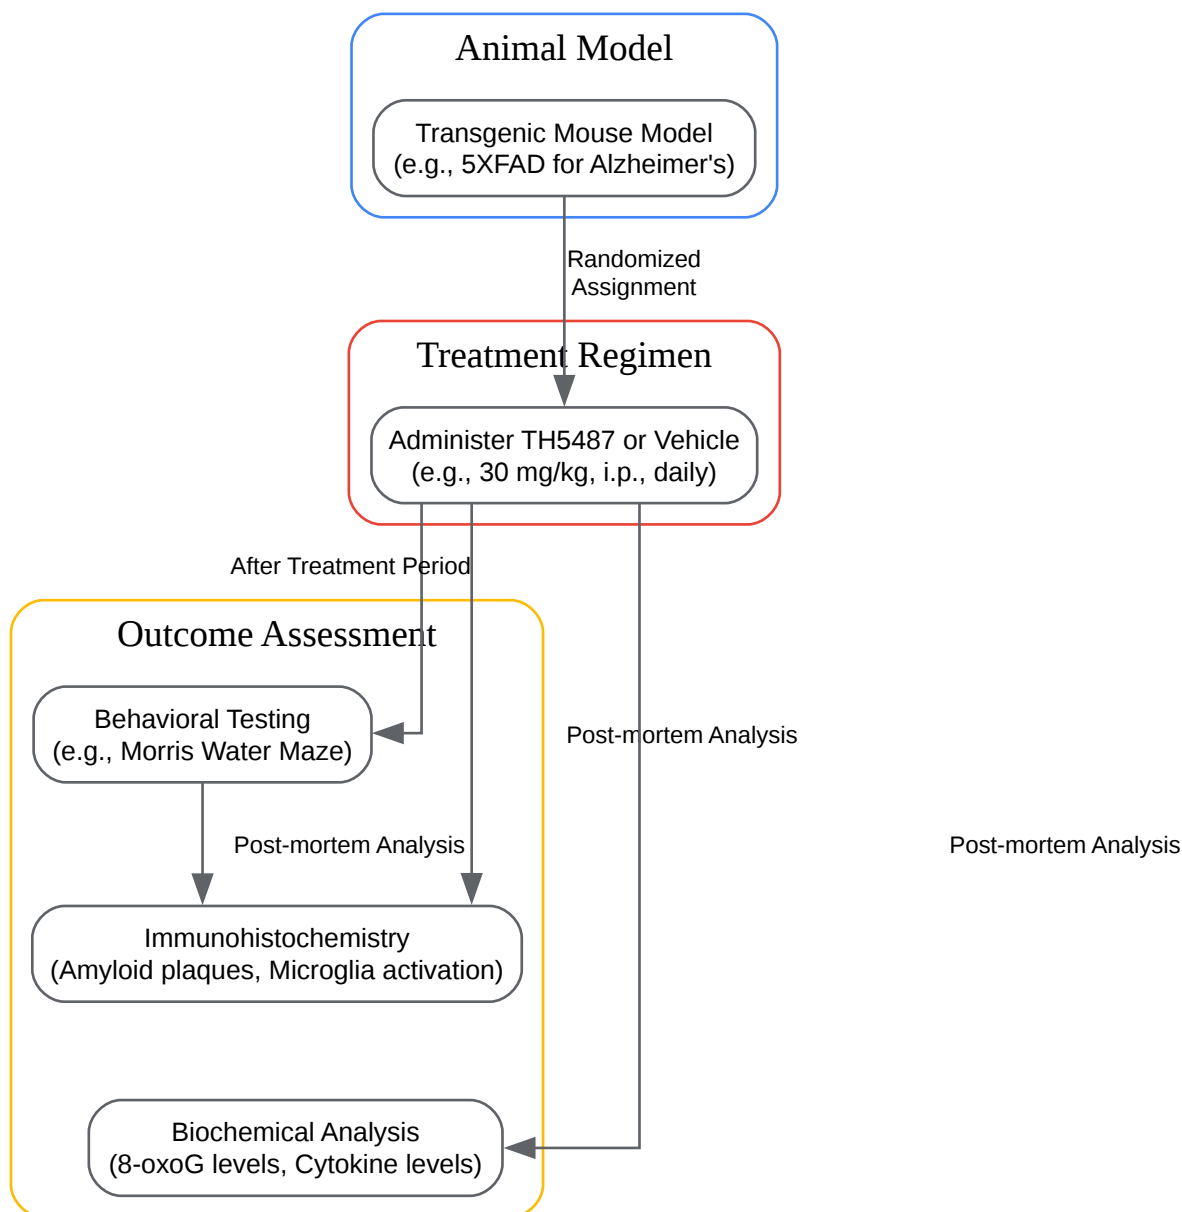 Animal Model
Transgenic Mouse Model
(e.g., 5XFAD for Alzheimer's)
Randomized
Assignment
Treatment Regimen
Administer TH5487 or Vehicle
(e.g., 30 mg/kg, i.p., daily)
After Treatment Period
Outcome Assessment
Behavioral Testing
(e.g., Morris Water Maze)
Post-mortem Analysis
Post-mortem Analysis
Post-mortem Analysis
Immunohistochemistry
(Amyloid plaques, Microglia activation)
Biochemical Analysis
(8-oxoG levels, Cytokine levels)